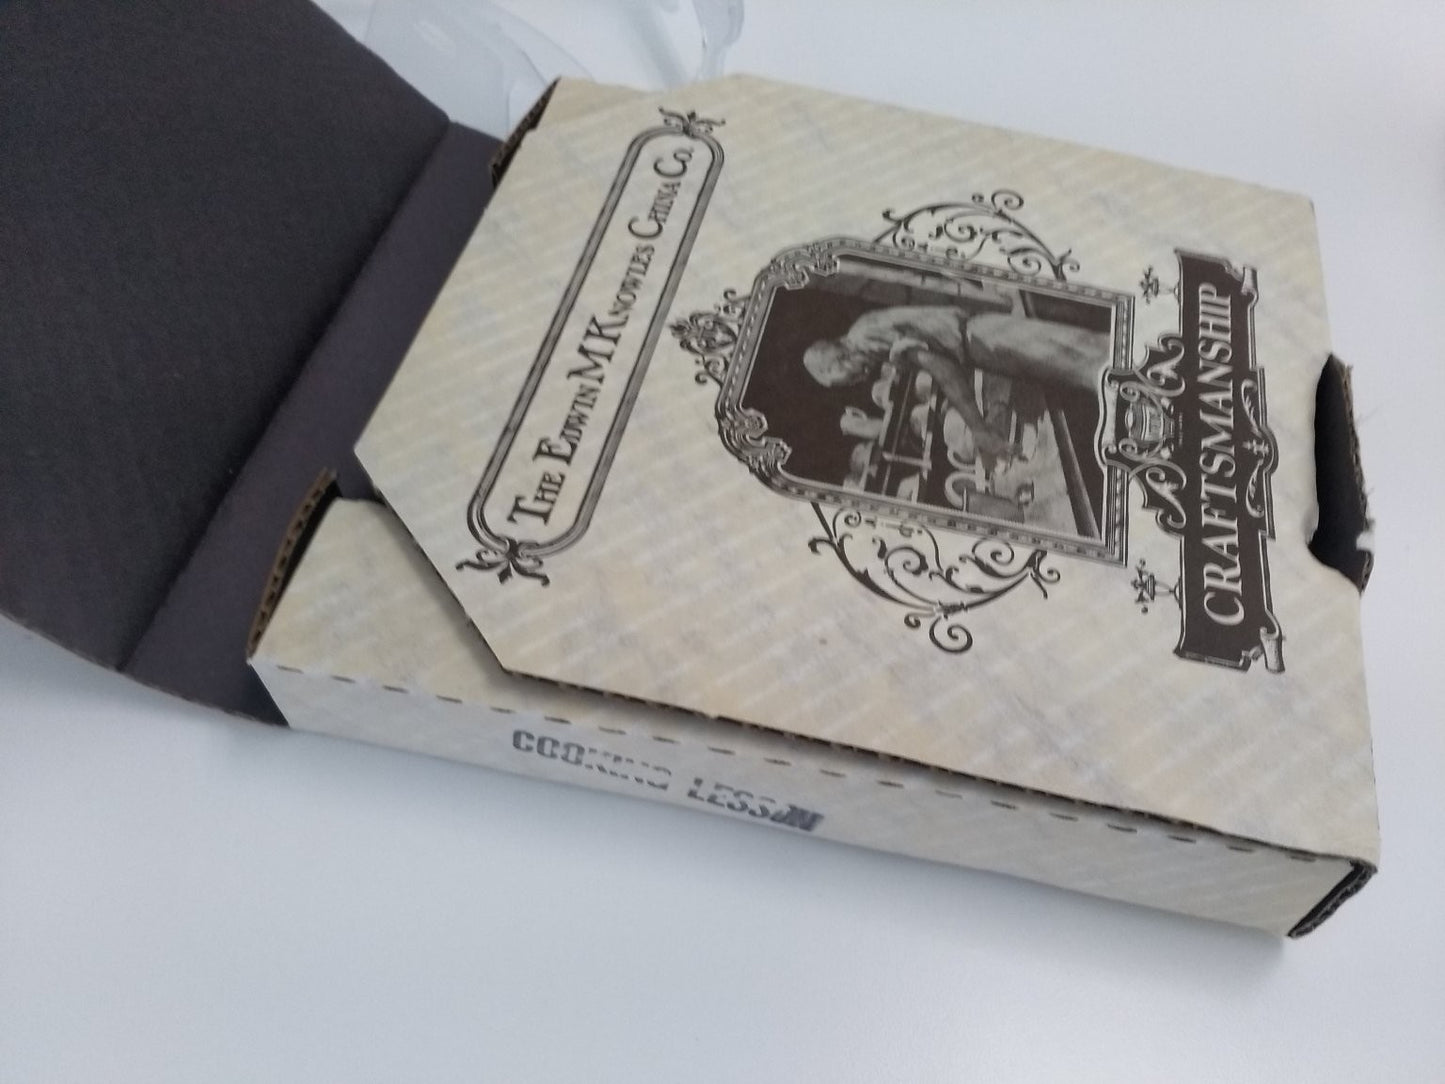 THE EDWIN M KNOWLES CHINA CO.
CRAFTSMANSHIP
COOKING LESSON